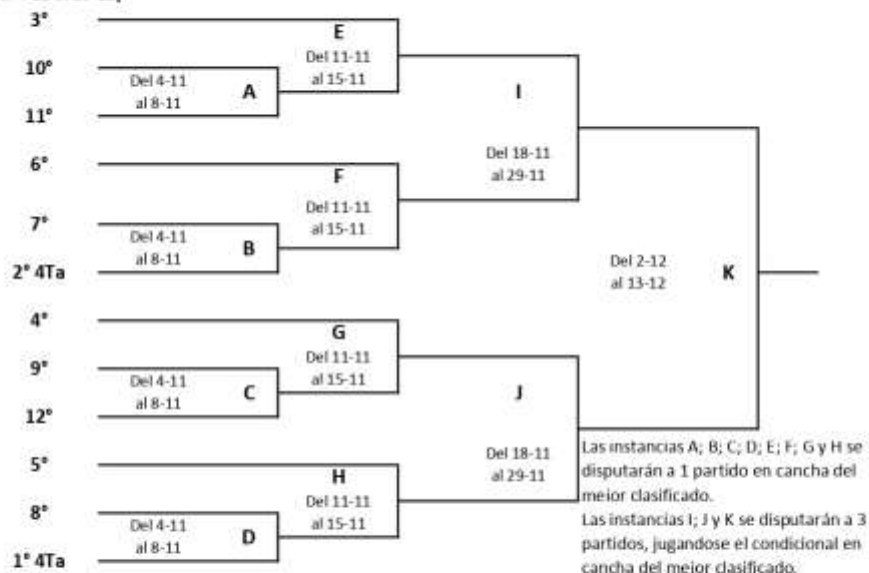 3°
E
Del 11-11
al 15-11
10°
Del 4-11
al 8-11
A
11°
I
Del 18-11
al 29-11
6°
F
Del 11-11
al 15-11
7°
Del 4-11
al 8-11
B
2° 4Ta
Del 2-12
al 13-12
K
4°
G
Del 11-11
al 15-11
9°
Del 4-11
al 8-11
C
12°
J
Del 18-11
al 29-11
5°
H
Del 11-11
al 15-11
8°
Del 4-11
al 8-11
D
1° 4Ta
Las instancias A; B; C; D; E; F; G y H se
disputarán a 1 partido en cancha del
mejor clasificado.
Las instancias I; J y K se disputarán a 3
partidos, jugandose el condicional en
cancha del mejor clasificado.